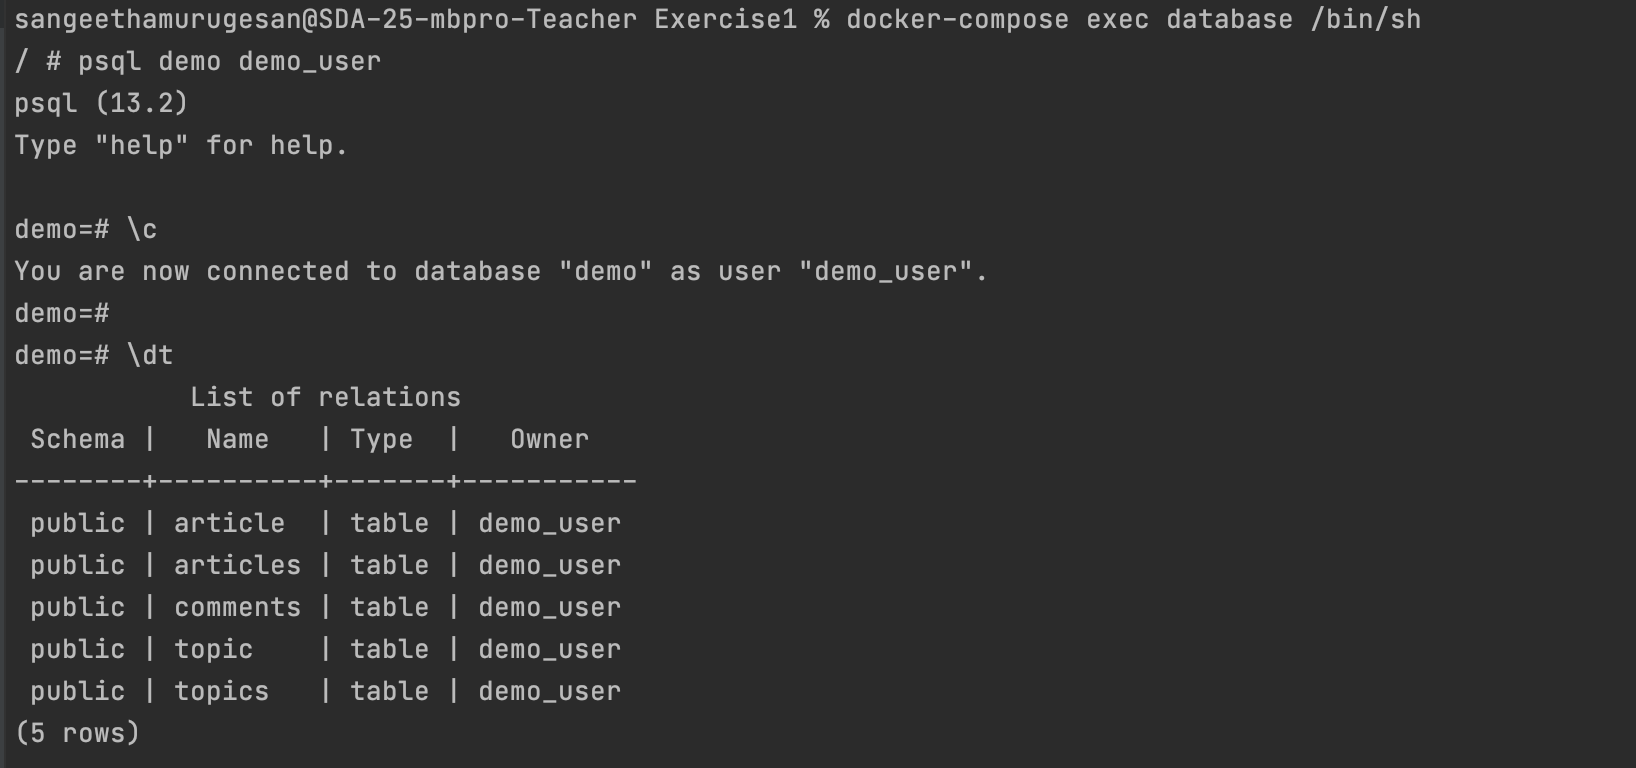 sangeethamurugesan@SDA-25-mbpro-Teacher Exercise1 % docker-compose exec database /bin/sh
/ # psql demo demo_user
psql (13.2)
Type "help" for help.

demo=# \c
You are now connected to database "demo" as user "demo_user".
demo=#
demo=# \dt
           List of relations
 Schema |   Name   | Type  |   Owner
--------+----------+-------+-----------
 public | article  | table | demo_user
 public | articles | table | demo_user
 public | comments | table | demo_user
 public | topic    | table | demo_user
 public | topics   | table | demo_user
(5 rows)